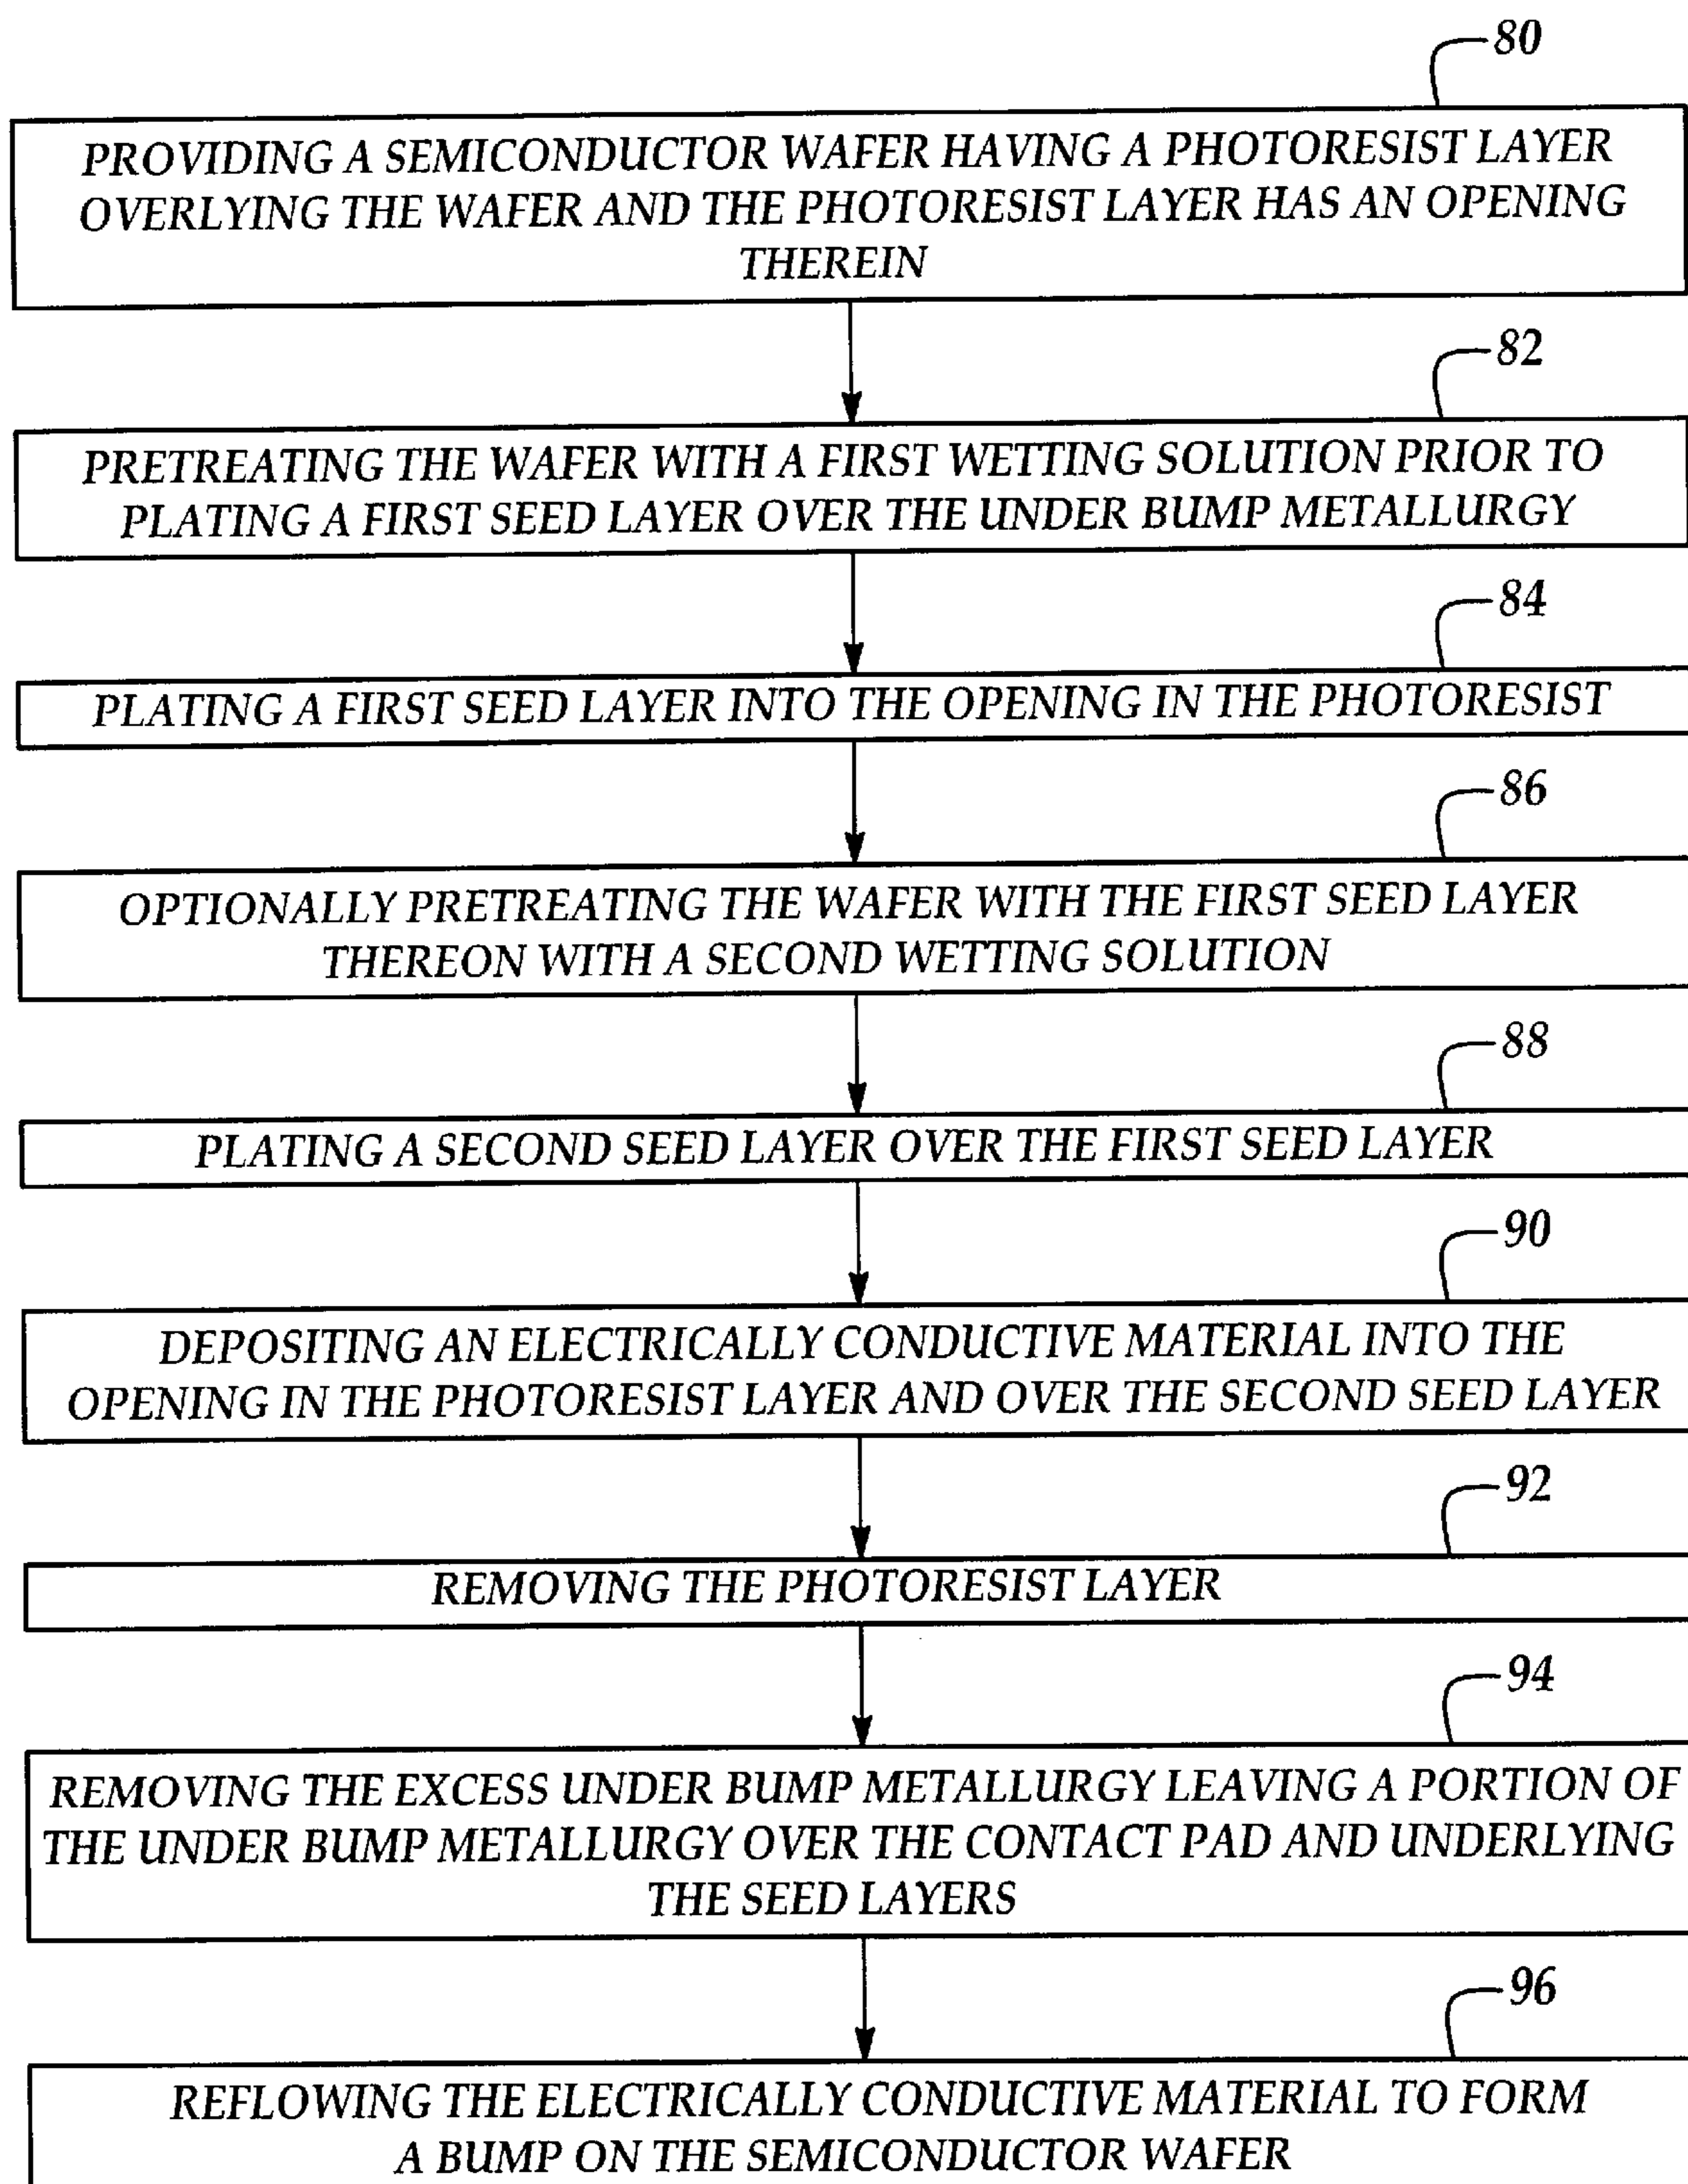 80
PROVIDING A SEMICONDUCTOR WAFER HAVING A PHOTORESIST LAYER
OVERLYING THE WAFER AND THE PHOTORESIST LAYER HAS AN OPENING
THEREIN
82
PRETREATING THE WAFER WITH A FIRST WETTING SOLUTION PRIOR TO
PLATING A FIRST SEED LAYER OVER THE UNDER BUMP METALLURGY
84
PLATING A FIRST SEED LAYER INTO THE OPENING IN THE PHOTORESIST
86
OPTIONALLY PRETREATING THE WAFER WITH THE FIRST SEED LAYER
THEREON WITH A SECOND WETTING SOLUTION
88
PLATING A SECOND SEED LAYER OVER THE FIRST SEED LAYER
90
DEPOSITING AN ELECTRICALLY CONDUCTIVE MATERIAL INTO THE
OPENING IN THE PHOTORESIST LAYER AND OVER THE SECOND SEED LAYER
92
REMOVING THE PHOTORESIST LAYER
94
REMOVING THE EXCESS UNDER BUMP METALLURGY LEAVING A PORTION OF
THE UNDER BUMP METALLURGY OVER THE CONTACT PAD AND UNDERLYING
THE SEED LAYERS
96
REFLOWING THE ELECTRICALLY CONDUCTIVE MATERIAL TO FORM
A BUMP ON THE SEMICONDUCTOR WAFER